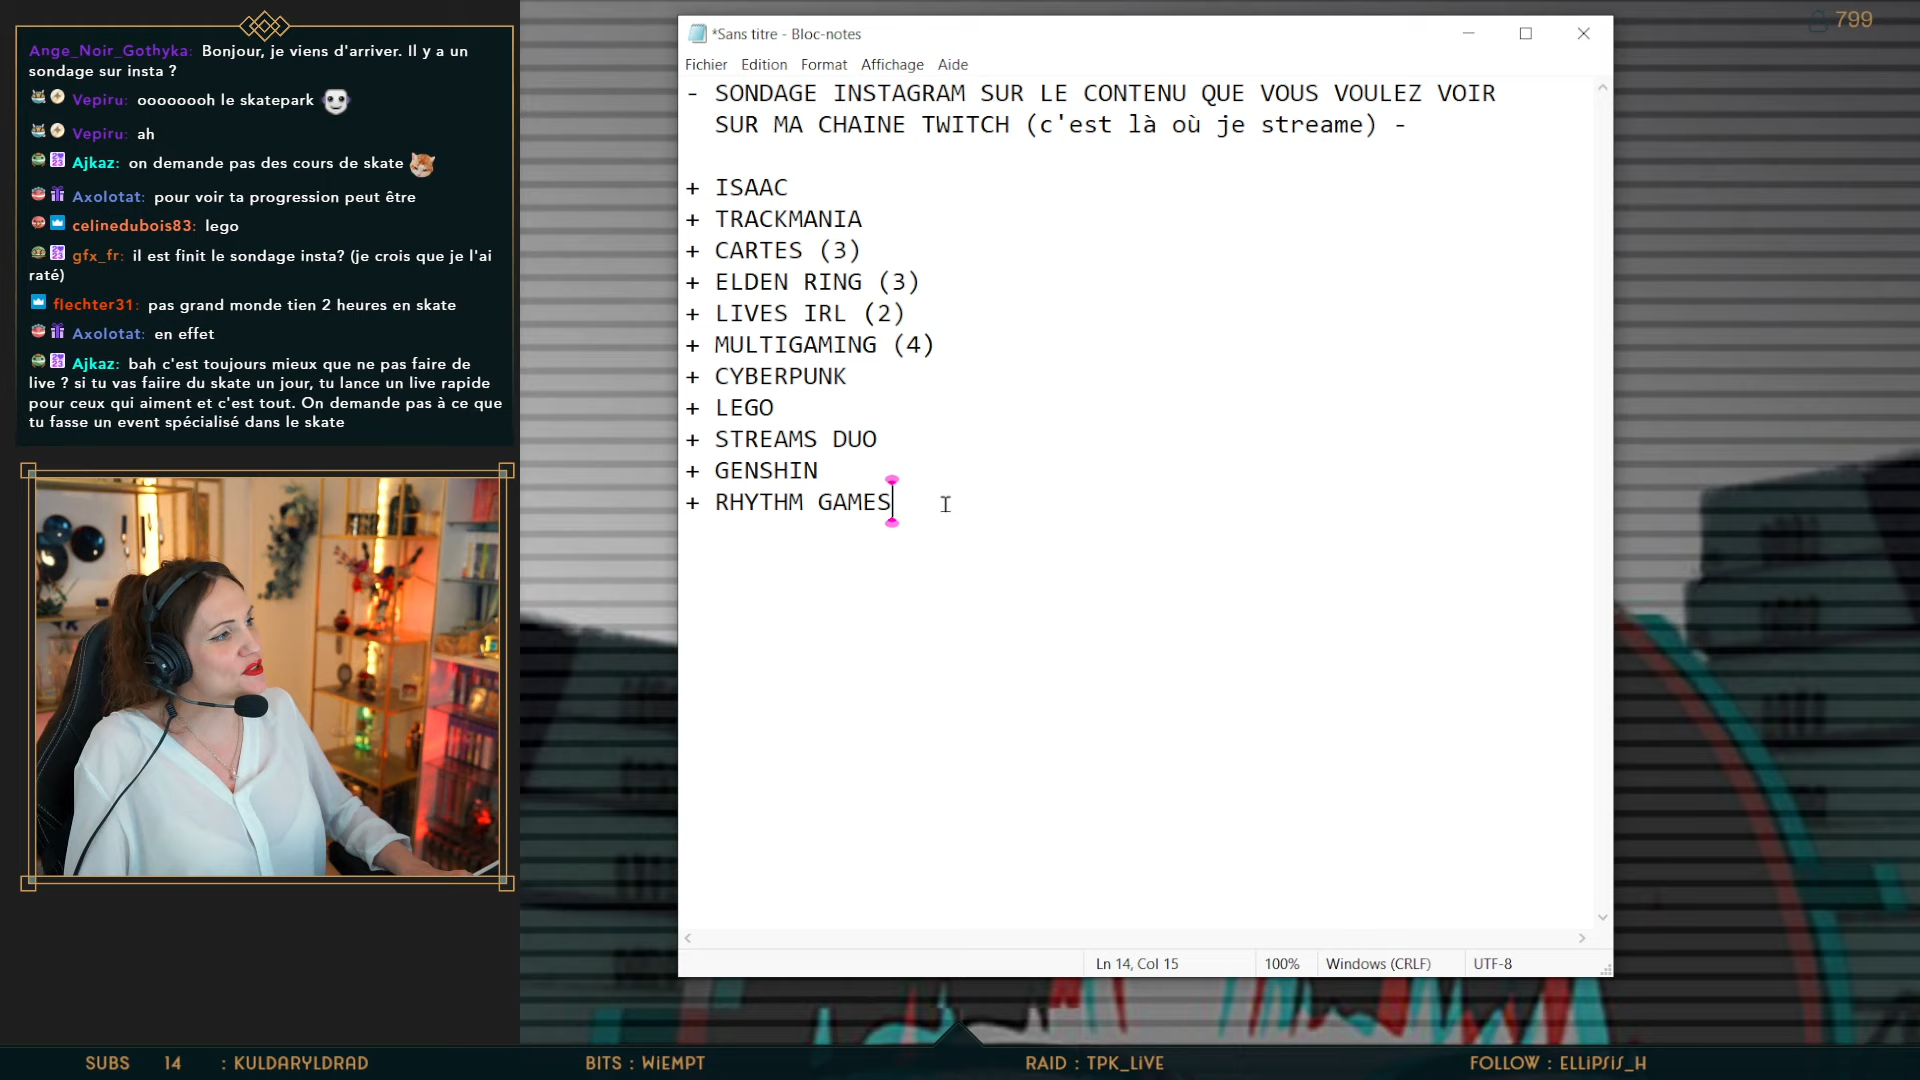 Ange_Noir_Gothyka: Bonjour, je viens d'arriver. Il y a un
sondage sur insta ?
Vepiru: oooooooh le skatepark
Vepiru: ah
Ajkaz: on demande pas des cours de skate
Axolotat: pour voir ta progression peut être
celinedubois83: lego
gfx_fr: il est finit le sondage insta? (je crois que je l'ai
raté)
flechter31: pas grand monde tien 2 heures en skate
Axolotat: en effet
Ajkaz: bah c'est toujours mieux que ne pas faire de
live ? si tu vas faiire du skate un jour, tu lance un live rapide
pour ceux qui aiment et c'est tout. On demande pas à ce que
tu fasse un event spécialisé dans le skate
*Sans titre - Bloc-notes
Fichier Edition Format Affichage Aide
- SONDAGE INSTAGRAM SUR LE CONTENU QUE VOUS VOULEZ VOIR
SUR MA CHAINE TWITCH (c'est là où je streame) -
+ ISAAC
+ TRACKMANIA
+ CARTES (3)
+ ELDEN RING (3)
+ LIVES IRL (2)
+ MULTIGAMING (4)
+ CYBERPUNK
+ LEGO
+ STREAMS DUO
+ GENSHIN
+ RHYTHM GAMES
Ln 14, Col 15 100% Windows (CRLF) UTF-8
799
SUBS 14 : KULDARYLDRAD BITS : WiEMPT RAID : TPK_LiVE FOLLOW : ELLiPSiS_H